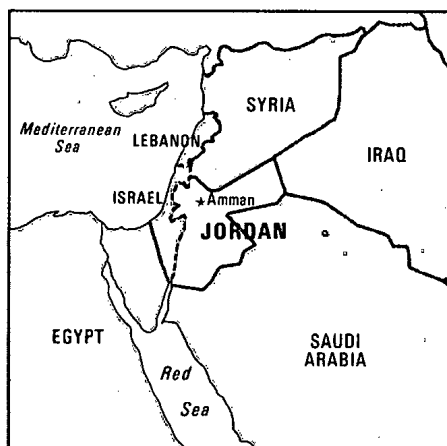 SYRIA
Mediterranean
Sea
LEBANON
IRAQ
ISRAEL
Amman
JORDAN
EGYPT
SAUDI
ARABIA
Red
Sea